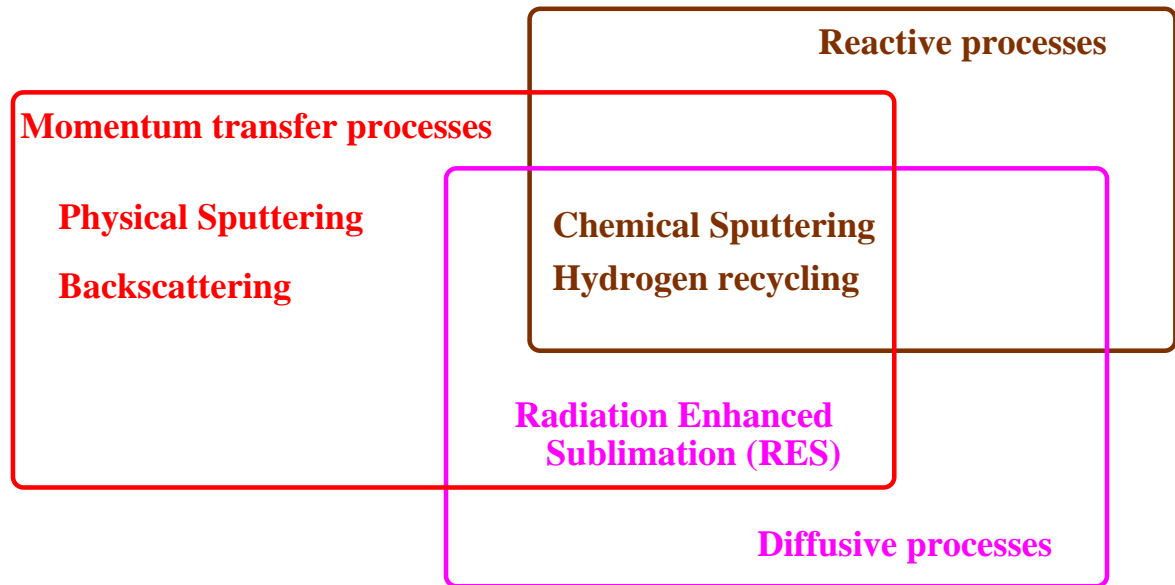 Reactive processes
Momentum transfer processes
Physical Sputtering
Backscattering
Chemical Sputtering
Hydrogen recycling
Radiation Enhanced
Sublimation (RES)
Diffusive processes